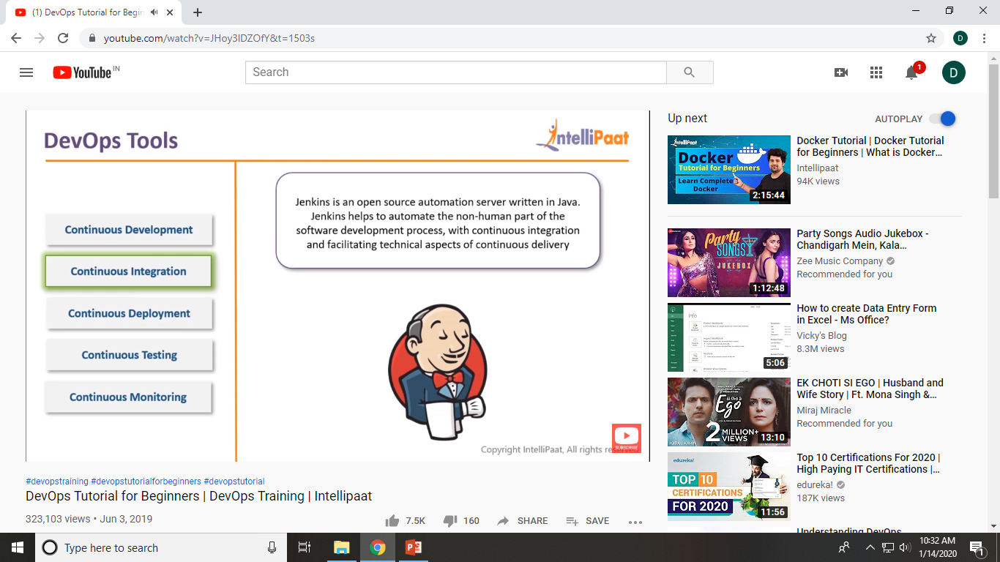 (1) DevOps Tutorial for Begin
youtube.com/watch?v=JHoy3lDZOfY&t=1503s
D
YouTube IN
Search
1
D
DevOps Tools
IntelliPaat
Continuous Development
Continuous Integration
Continuous Deployment
Continuous Testing
Continuous Monitoring
Jenkins is an open source automation server written in Java.
Jenkins helps to automate the non-human part of the
software development process, with continuous integration
and facilitating technical aspects of continuous delivery
SUBSCRIBE
Copyright IntelliPaat, All rights
#devopstraining #devopstutorialforbeginners #devopstutorial
DevOps Tutorial for Beginners | DevOps Training | Intellipaat
323,103 views • Jun 3, 2019
7.5K
160
SHARE
SAVE
Up next
AUTOPLAY
IntelliPaat
Docker
Tutorial for Beginners
Learn Complete
Docker
2:15:44
Docker Tutorial | Docker Tutorial
for Beginners | What is Docker...
Intellipaat
94K views
Party
SONGS
JUKEBOX
1:12:48
Party Songs Audio Jukebox -
Chandigarh Mein, Kala...
Zee Music Company
Recommended for you
Info
5:06
How to create Data Entry Form
in Excel - Ms Office?
Vicky's Blog
8.3M views
Ego
2 MILLION+
VIEWS
IQBAL KHAN
13:10
EK CHOTI SI EGO | Husband and
Wife Story | Ft. Mona Singh &...
Miraj Miracle
Recommended for you
edureka!
TOP 10
CERTIFICATIONS
FOR 2020
11:56
Top 10 Certifications For 2020 |
High Paying IT Certifications |...
edureka!
187K views
Understanding DevOps
Type here to search
10:32 AM
1/14/2020
1